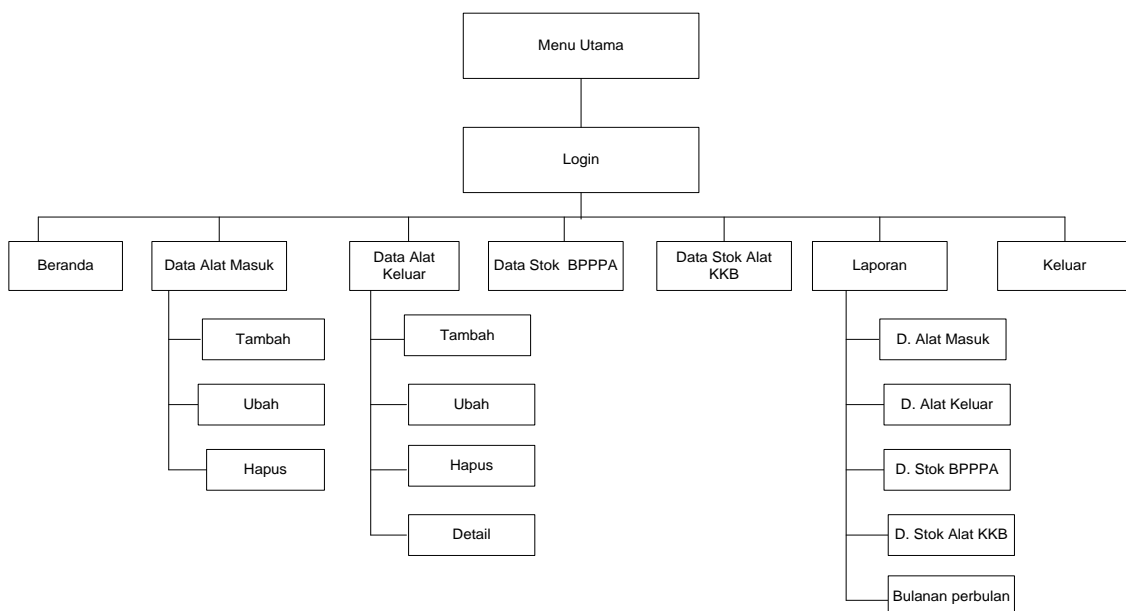 Menu Utama
Login
Beranda
Data Alat Masuk
Data Alat
Keluar
Data Stok  BPPPA
Data Stok Alat
KKB
Laporan
Keluar
Tambah
Ubah
Hapus
Tambah
Ubah
Hapus
Detail
D. Alat Masuk
D. Alat Keluar
D. Stok BPPPA
D. Stok Alat KKB
Bulanan perbulan